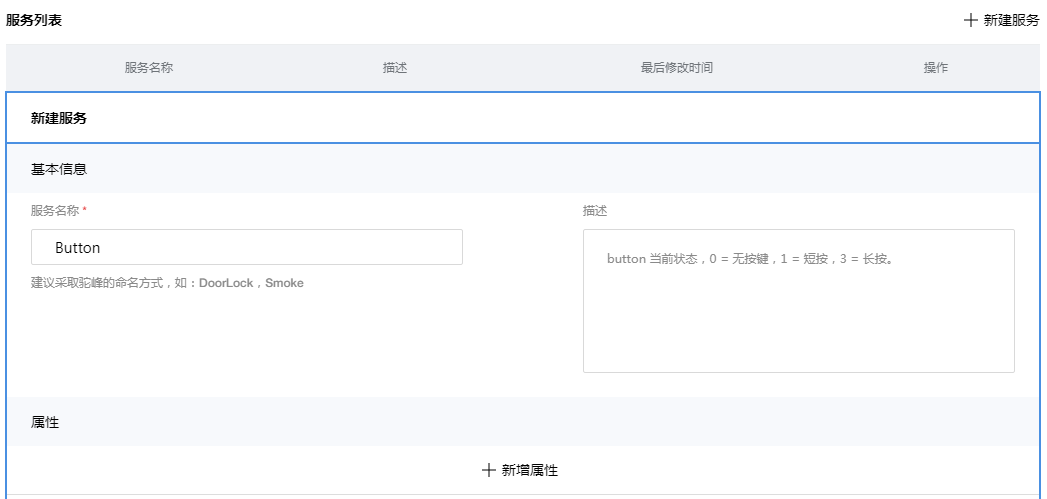 服务列表
新建服务
服务名称 描述 最后修改时间 操作
新建服务
基本信息
服务名称 *
Button
建议采取驼峰的命名方式，如：DoorLock，Smoke
描述
button 当前状态，0 = 无按键，1 = 短按，3 = 长按。
属性
新增属性